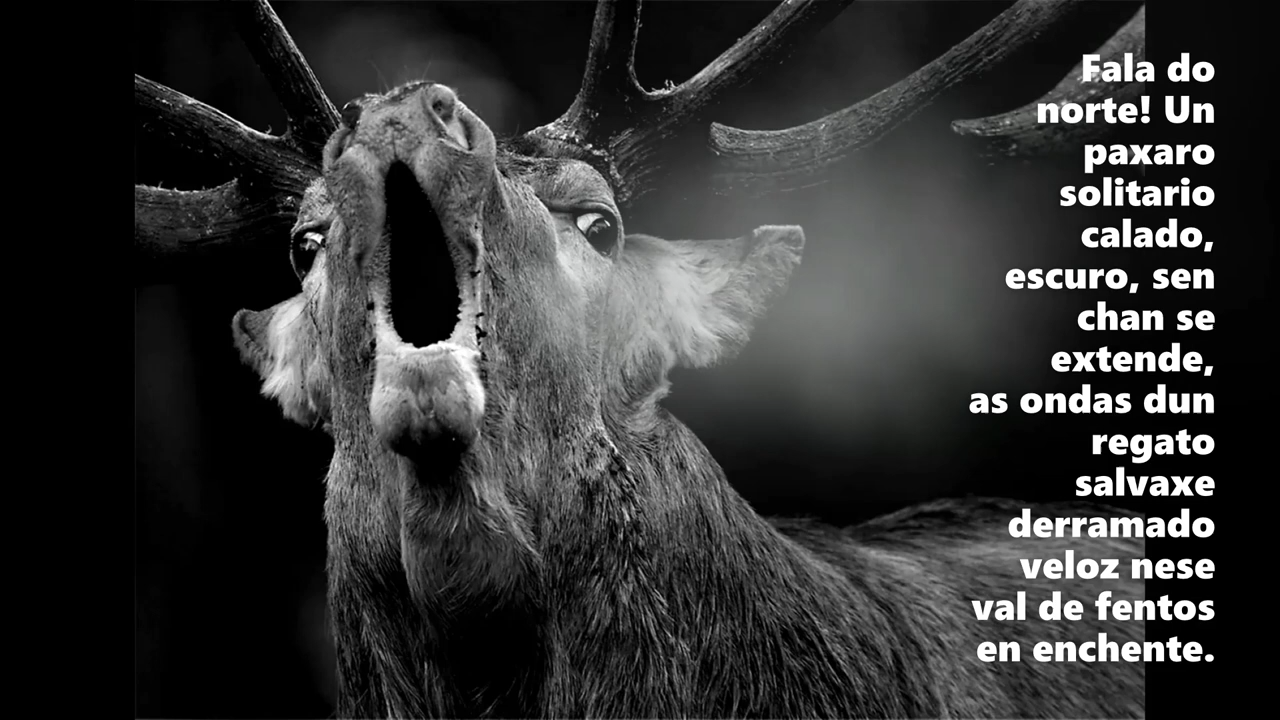 Fala do
norte! Un
paxaro
solitario
calado,
escuro, sen
chan se
extende,
as ondas dun
regato
salvaxe
derramado
veloz nese
val de fentos
en enchente.